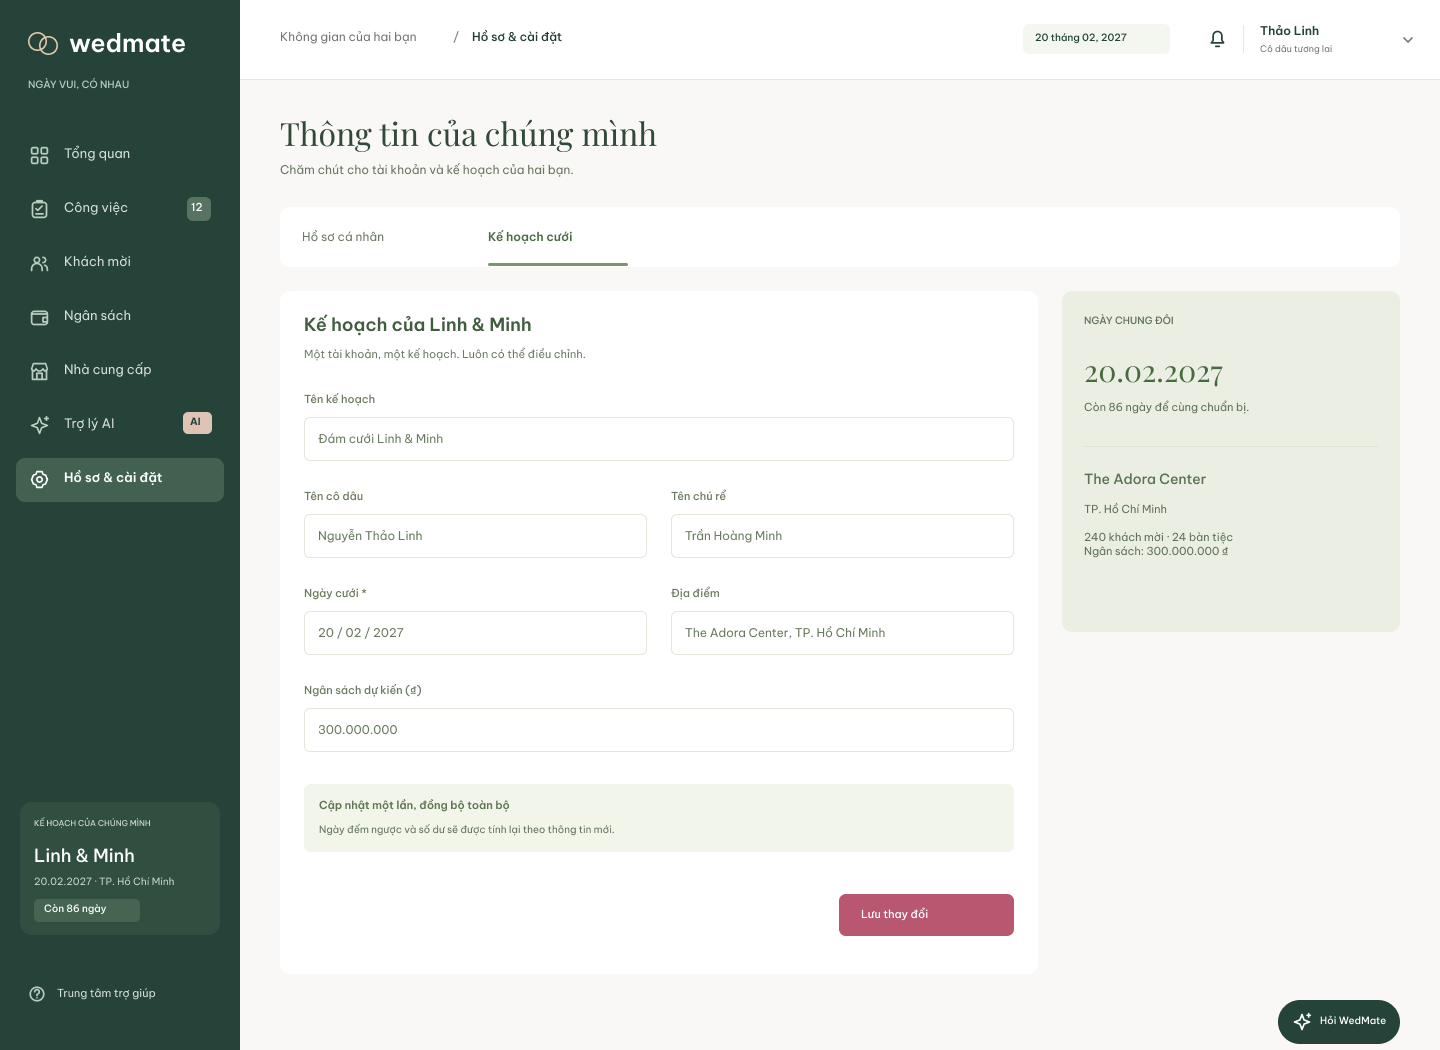 wedmate
NGÀY VUI, CÓ NHAU
Tổng quan
Công việc
12
Khách mời
Ngân sách
Nhà cung cấp
Trợ lý AI
AI
Hồ sơ & cài đặt
KẾ HOẠCH CỦA CHÚNG MÌNH
Linh & Minh
20.02.2027 · TP. Hồ Chí Minh
Còn 86 ngày
Trung tâm trợ giúp
Không gian của hai bạn / Hồ sơ & cài đặt
20 tháng 02, 2027
Thảo Linh
Cô dâu tương lai
Thông tin của chúng mình
Chăm chút cho tài khoản và kế hoạch của hai bạn.
Hồ sơ cá nhân
Kế hoạch cưới
Kế hoạch của Linh & Minh
Một tài khoản, một kế hoạch. Luôn có thể điều chỉnh.
Tên kế hoạch
Đám cưới Linh & Minh
Tên cô dâu
Nguyễn Thảo Linh
Tên chú rể
Trần Hoàng Minh
Ngày cưới *
20 / 02 / 2027
Địa điểm
The Adora Center, TP. Hồ Chí Minh
Ngân sách dự kiến (₫)
300.000.000
Cập nhật một lần, đồng bộ toàn bộ
Ngày đếm ngược và số dư sẽ được tính lại theo thông tin mới.
Lưu thay đổi
NGÀY CHUNG ĐÔI
20.02.2027
Còn 86 ngày để cùng chuẩn bị.
The Adora Center
TP. Hồ Chí Minh
240 khách mời · 24 bàn tiệc
Ngân sách: 300.000.000 ₫
Hỏi WedMate